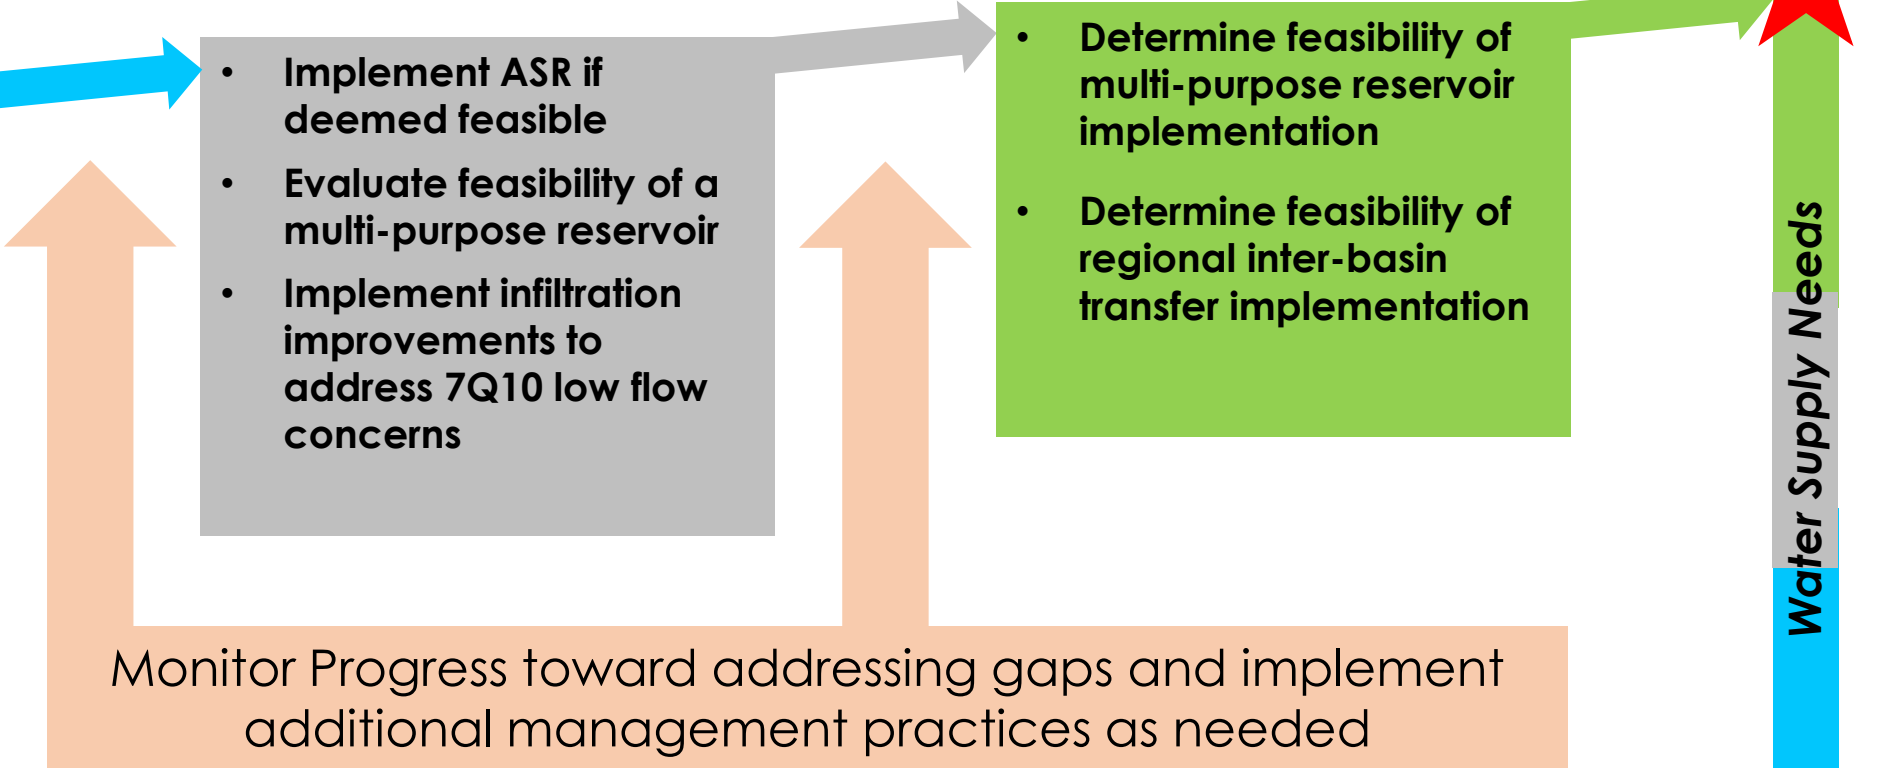 • Implement ASR if
deemed feasible
• Evaluate feasibility of a
multi-purpose reservoir
• Implement infiltration
improvements to
address 7Q10 low flow
concerns
• Determine feasibility of
multi-purpose reservoir
implementation
• Determine feasibility of
regional inter-basin
transfer implementation
Water Supply Needs
Monitor Progress toward addressing gaps and implement
additional management practices as needed